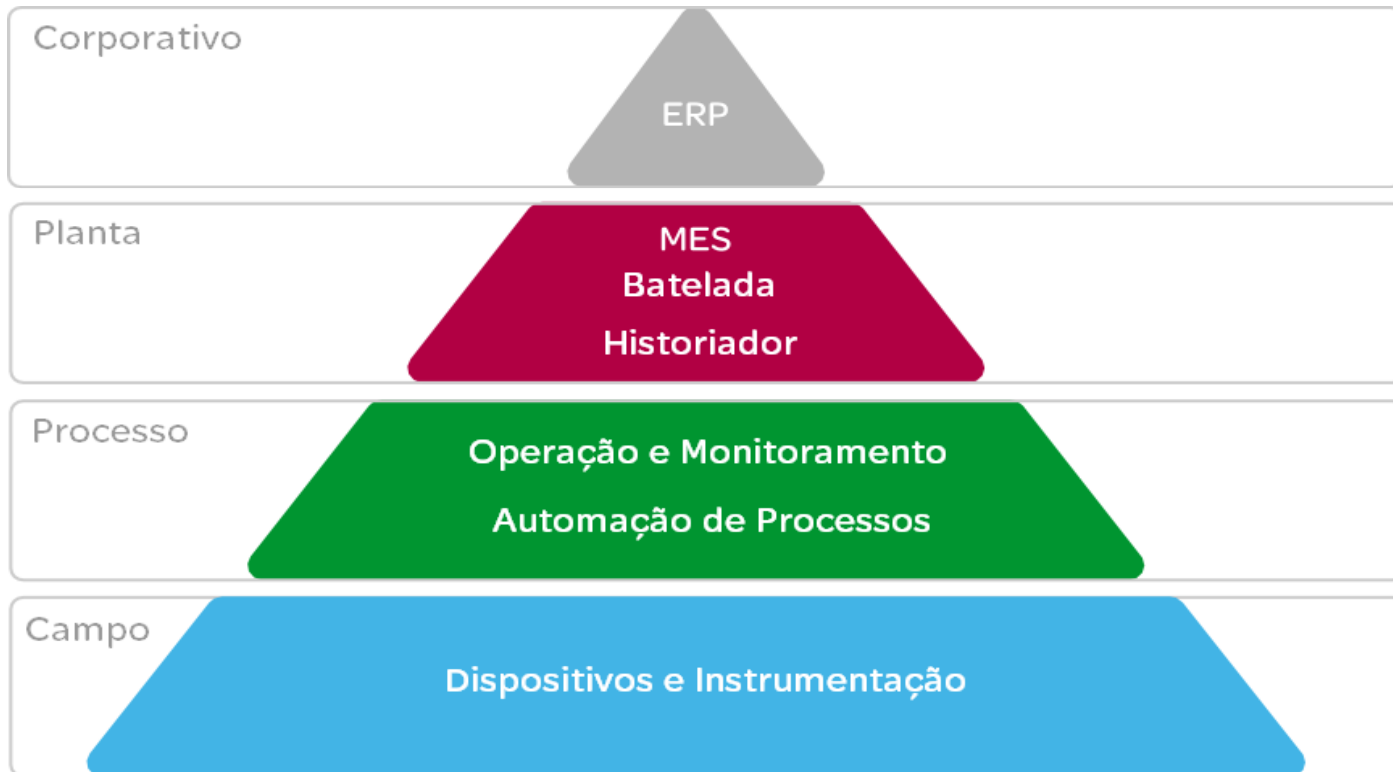 Corporativo
ERP
Planta
MES
Batelada
Historiador
Processo
Operação e Monitoramento
Automação de Processos
Campo
Dispositivos e Instrumentação